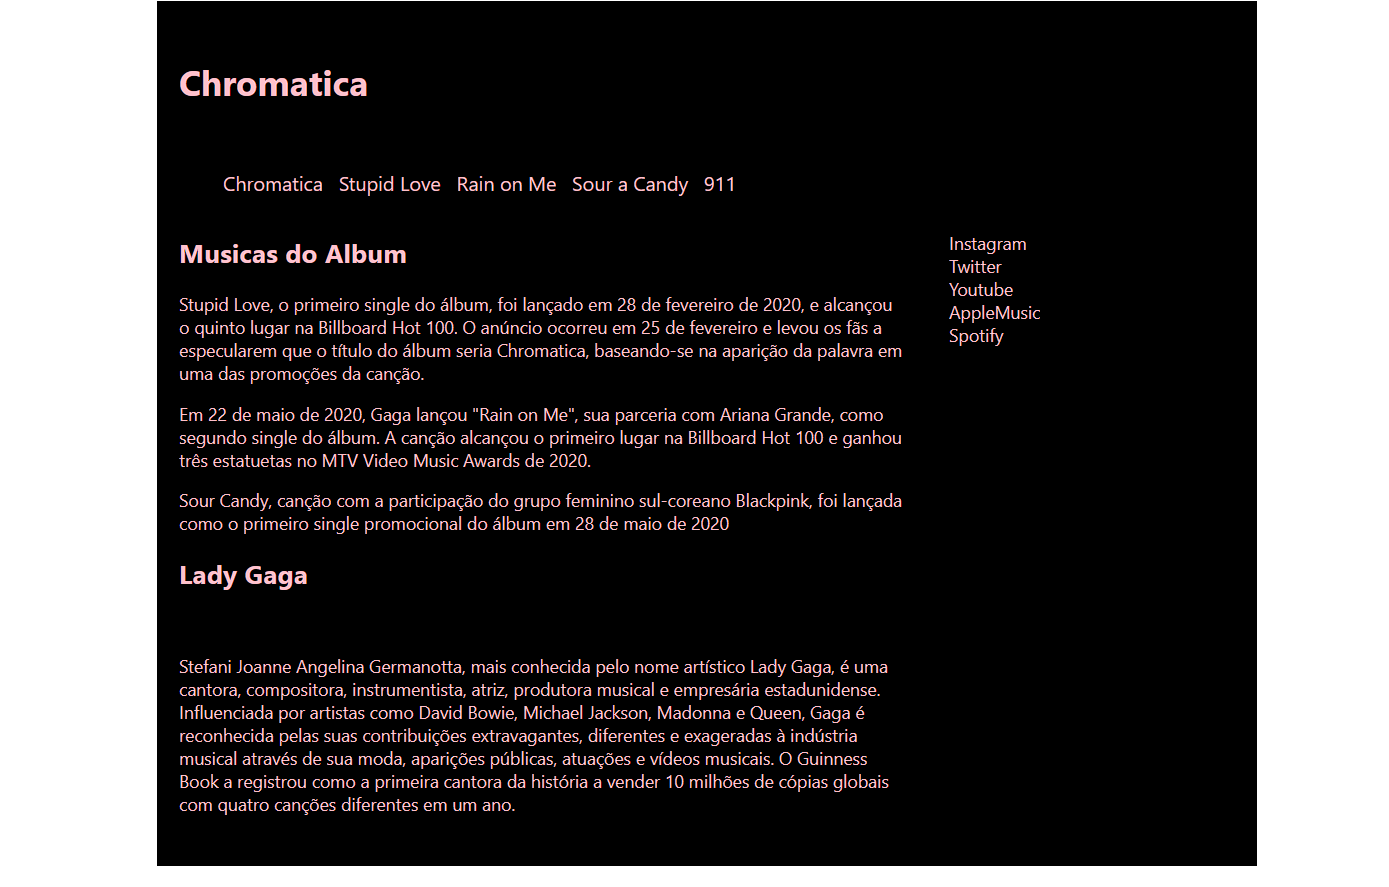 Chromatica
Chromatica Stupid Love Rain on Me Sour a Candy 911
Musicas do Album
Stupid Love, o primeiro single do álbum, foi lançado em 28 de fevereiro de 2020, e alcançou
o quinto lugar na Billboard Hot 100. O anúncio ocorreu em 25 de fevereiro e levou os fãs a
especularem que o título do álbum seria Chromatica, baseando-se na aparição da palavra em
uma das promoções da canção.
Em 22 de maio de 2020, Gaga lançou "Rain on Me", sua parceria com Ariana Grande, como
segundo single do álbum. A canção alcançou o primeiro lugar na Billboard Hot 100 e ganhou
três estatuetas no MTV Video Music Awards de 2020.
Sour Candy, canção com a participação do grupo feminino sul-coreano Blackpink, foi lançada
como o primeiro single promocional do álbum em 28 de maio de 2020
Lady Gaga
Stefani Joanne Angelina Germanotta, mais conhecida pelo nome artístico Lady Gaga, é uma
cantora, compositora, instrumentista, atriz, produtora musical e empresária estadunidense.
Influenciada por artistas como David Bowie, Michael Jackson, Madonna e Queen, Gaga é
reconhecida pelas suas contribuições extravagantes, diferentes e exageradas à indústria
musical através de sua moda, aparições públicas, atuações e vídeos musicais. O Guinness
Book a registrou como a primeira cantora da história a vender 10 milhões de cópias globais
com quatro canções diferentes em um ano.
Instagram
Twitter
Youtube
AppleMusic
Spotify